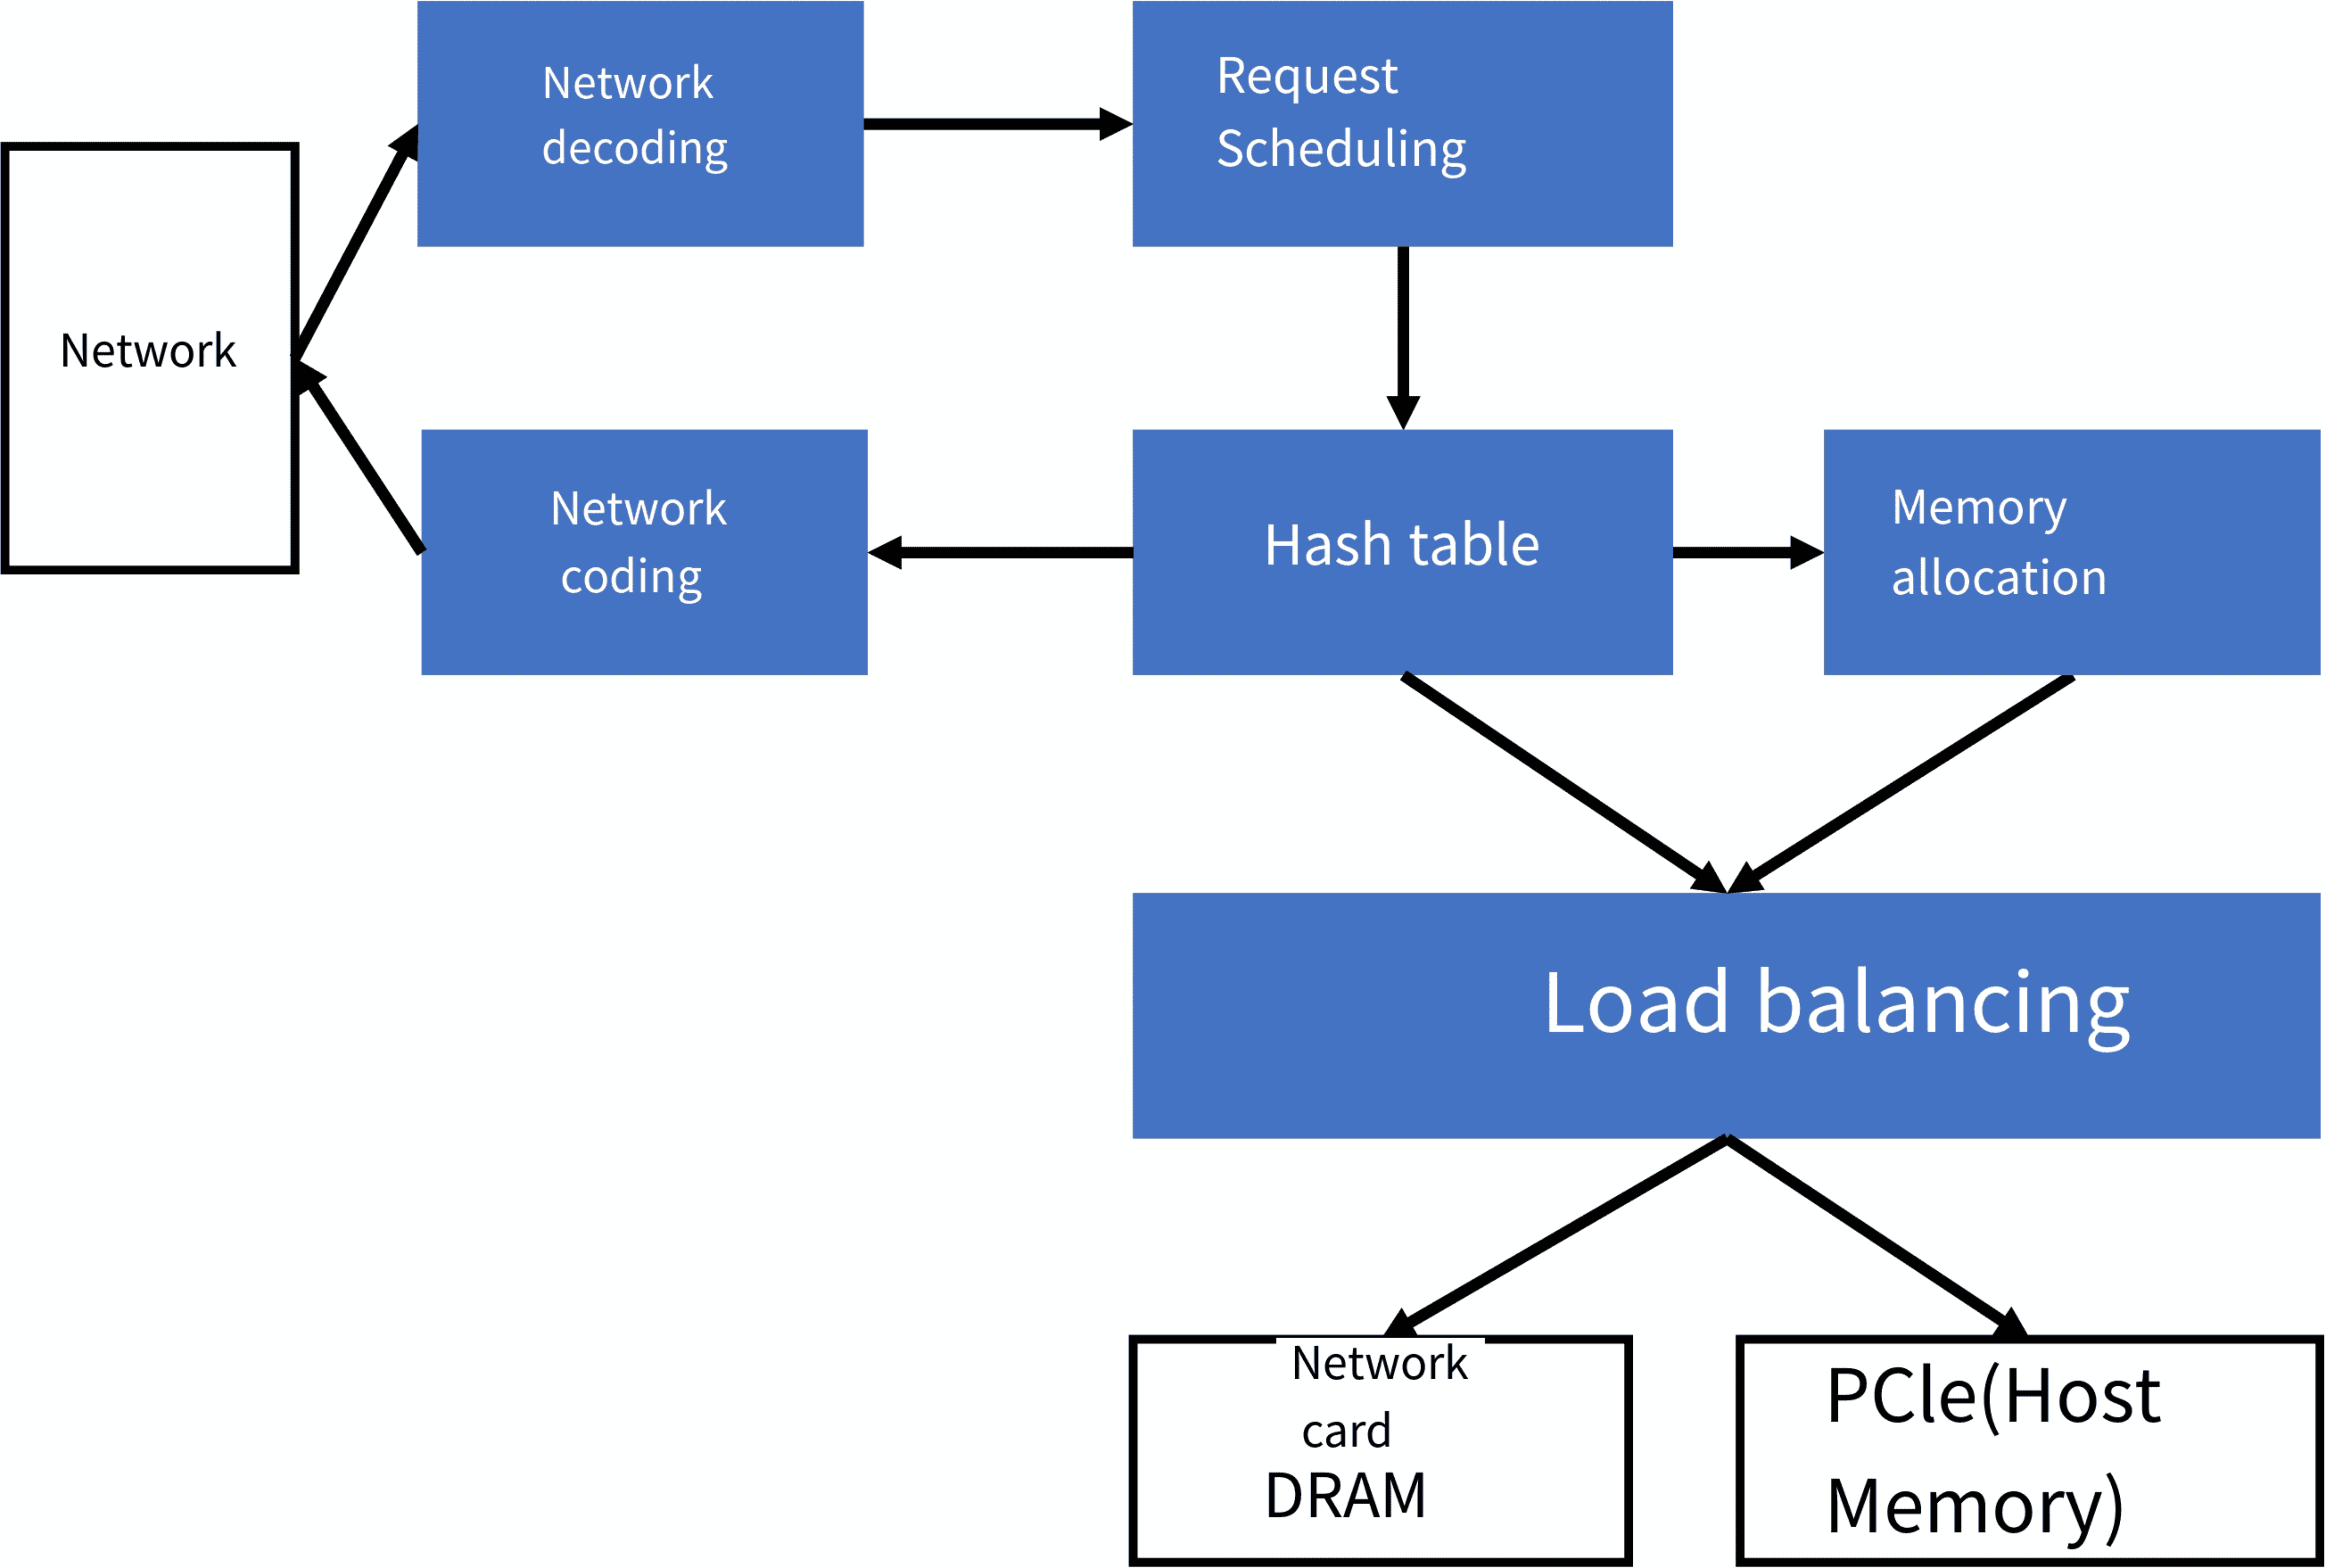 Network
decoding
Request
Scheduling
Network
Network
coding
Hash table
Memory
allocation
Load balancing
Network
card
DRAM
PCle(Host
Memory)